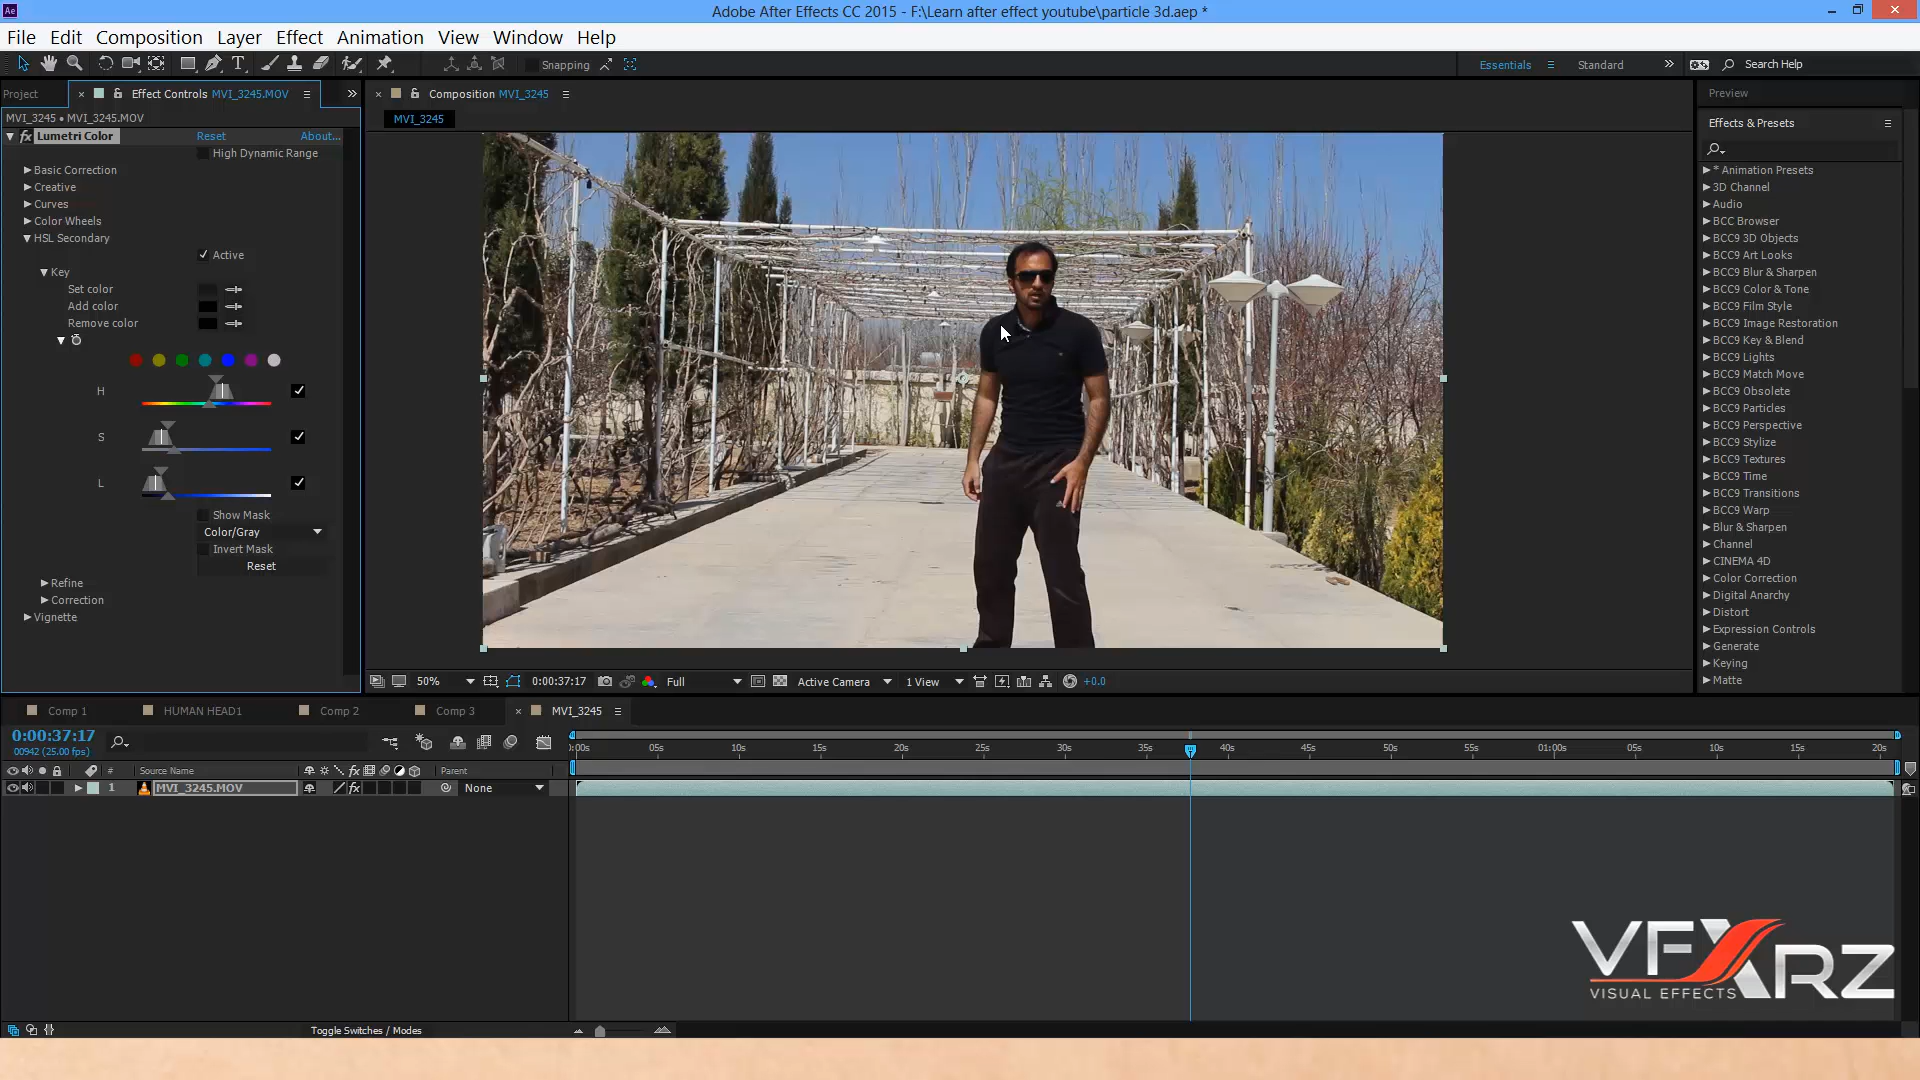 Ae
Adobe After Effects CC 2015 - F:\Learn after effect youtube\particle 3d.aep *
File Edit Composition Layer Effect Animation View Window Help
T Snapping Essentials Standard Search Help
Project Effect Controls MVI_3245.MOV Composition MVI_3245 Preview
MVI_3245 • MVI_3245.MOV
MVI_3245
Effects & Presets
fx Lumetri Color Reset About...
High Dynamic Range
Basic Correction
Creative
Curves
Color Wheels
HSL Secondary
Active
Key
Set color
Add color
Remove color
H
S
L
Show Mask
Color/Gray
Invert Mask
Reset
Refine
Correction
Vignette
* Animation Presets
3D Channel
Audio
BCC Browser
BCC9 3D Objects
BCC9 Art Looks
BCC9 Blur & Sharpen
BCC9 Color & Tone
BCC9 Film Style
BCC9 Image Restoration
BCC9 Key & Blend
BCC9 Lights
BCC9 Match Move
BCC9 Obsolete
BCC9 Particles
BCC9 Perspective
BCC9 Stylize
BCC9 Textures
BCC9 Time
BCC9 Transitions
BCC9 Warp
Blur & Sharpen
Channel
CINEMA 4D
Color Correction
Digital Anarchy
Distort
Expression Controls
Generate
Keying
Matte
50% 0:00:37:17 Full Active Camera 1 View +0.0
Comp 1 HUMAN HEAD1 Comp 2 Comp 3 MVI_3245
0:00:37:17
00942 (25.00 fps)
:00s 05s 10s 15s 20s 25s 30s 35s 40s 45s 50s 55s 01:00s 05s 10s 15s 20s
# Source Name fx Parent
1 MVI_3245.MOV fx None
Toggle Switches / Modes
VFXARZ
VISUAL EFFECTS